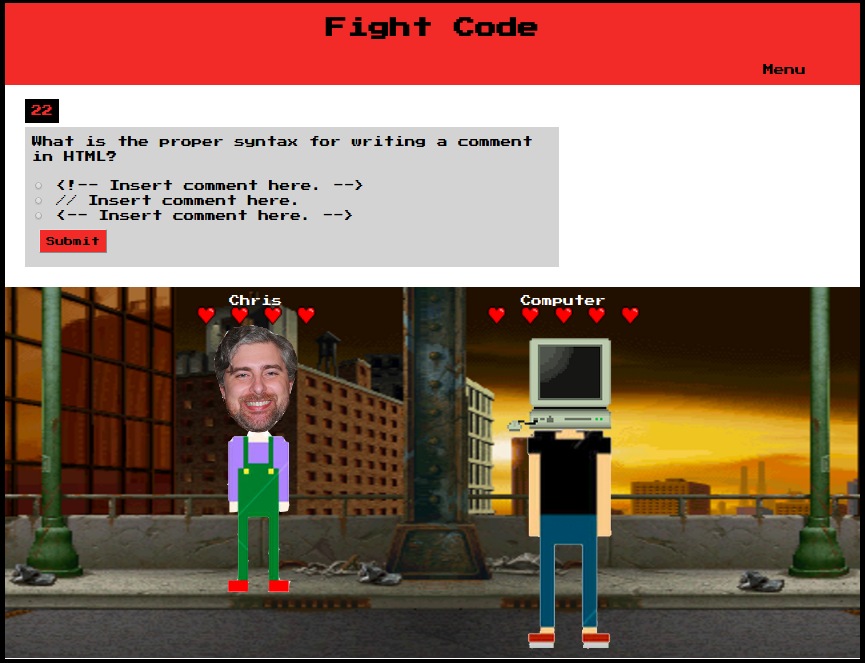 Fight Code
Menu
22
What is the proper syntax for writing a comment
in HTML?
<!-- Insert comment here. -->
// Insert comment here.
<-- Insert comment here. -->
Submit
Chris
Computer